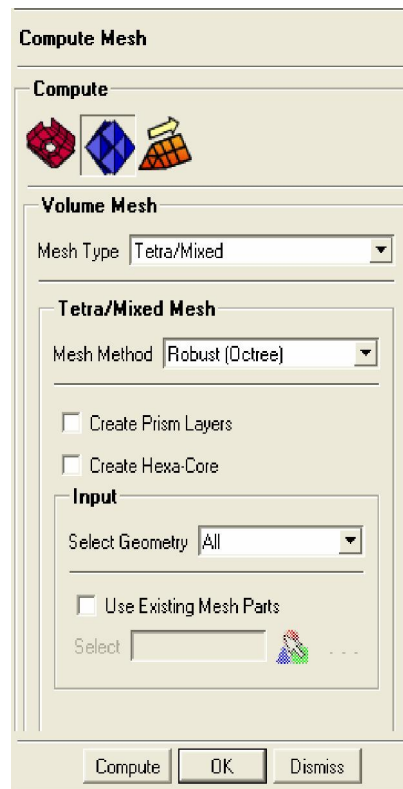 Compute Mesh
Compute
Volume Mesh
Mesh Type Tetra/Mixed
Tetra/Mixed Mesh
Mesh Method Robust (Octree)
Create Prism Layers
Create Hexa-Core
Input
Select Geometry All
Use Existing Mesh Parts
Select ...
Compute OK Dismiss